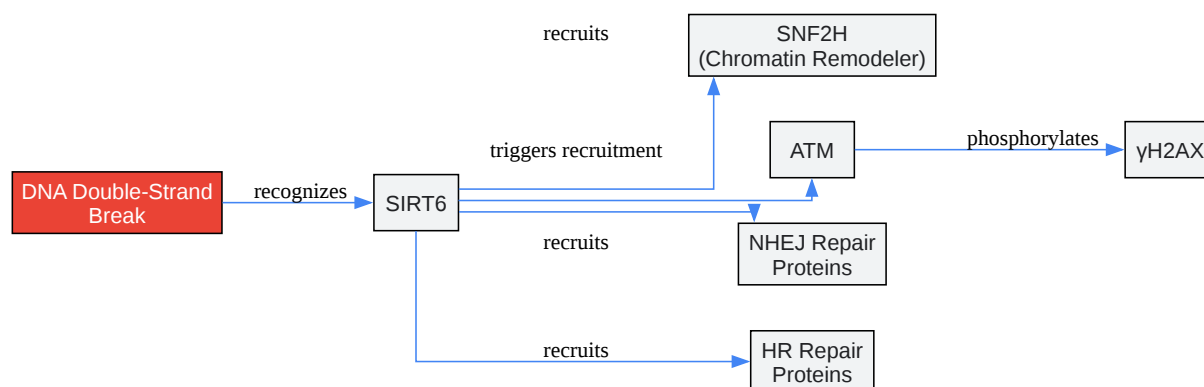 recruits
SNF2H
(Chromatin Remodeler)
triggers recruitment
ATM
phosphorylates
γH2AX
DNA Double-Strand
Break
recognizes
SIRT6
recruits
NHEJ Repair
Proteins
recruits
HR Repair
Proteins